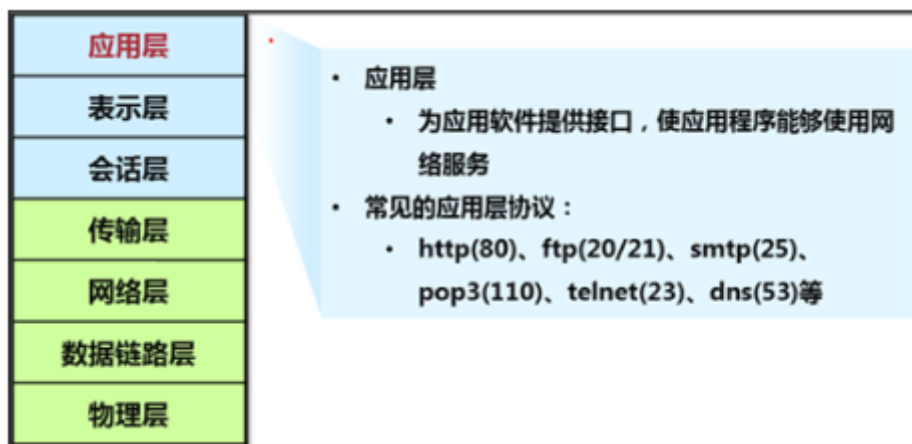 应用层
表示层
会话层
传输层
网络层
数据链路层
物理层
• 应用层
• 为应用软件提供接口，使应用程序能够使用网
络服务
• 常见的应用层协议：
• http(80)、ftp(20/21)、smtp(25)、
pop3(110)、telnet(23)、dns(53)等